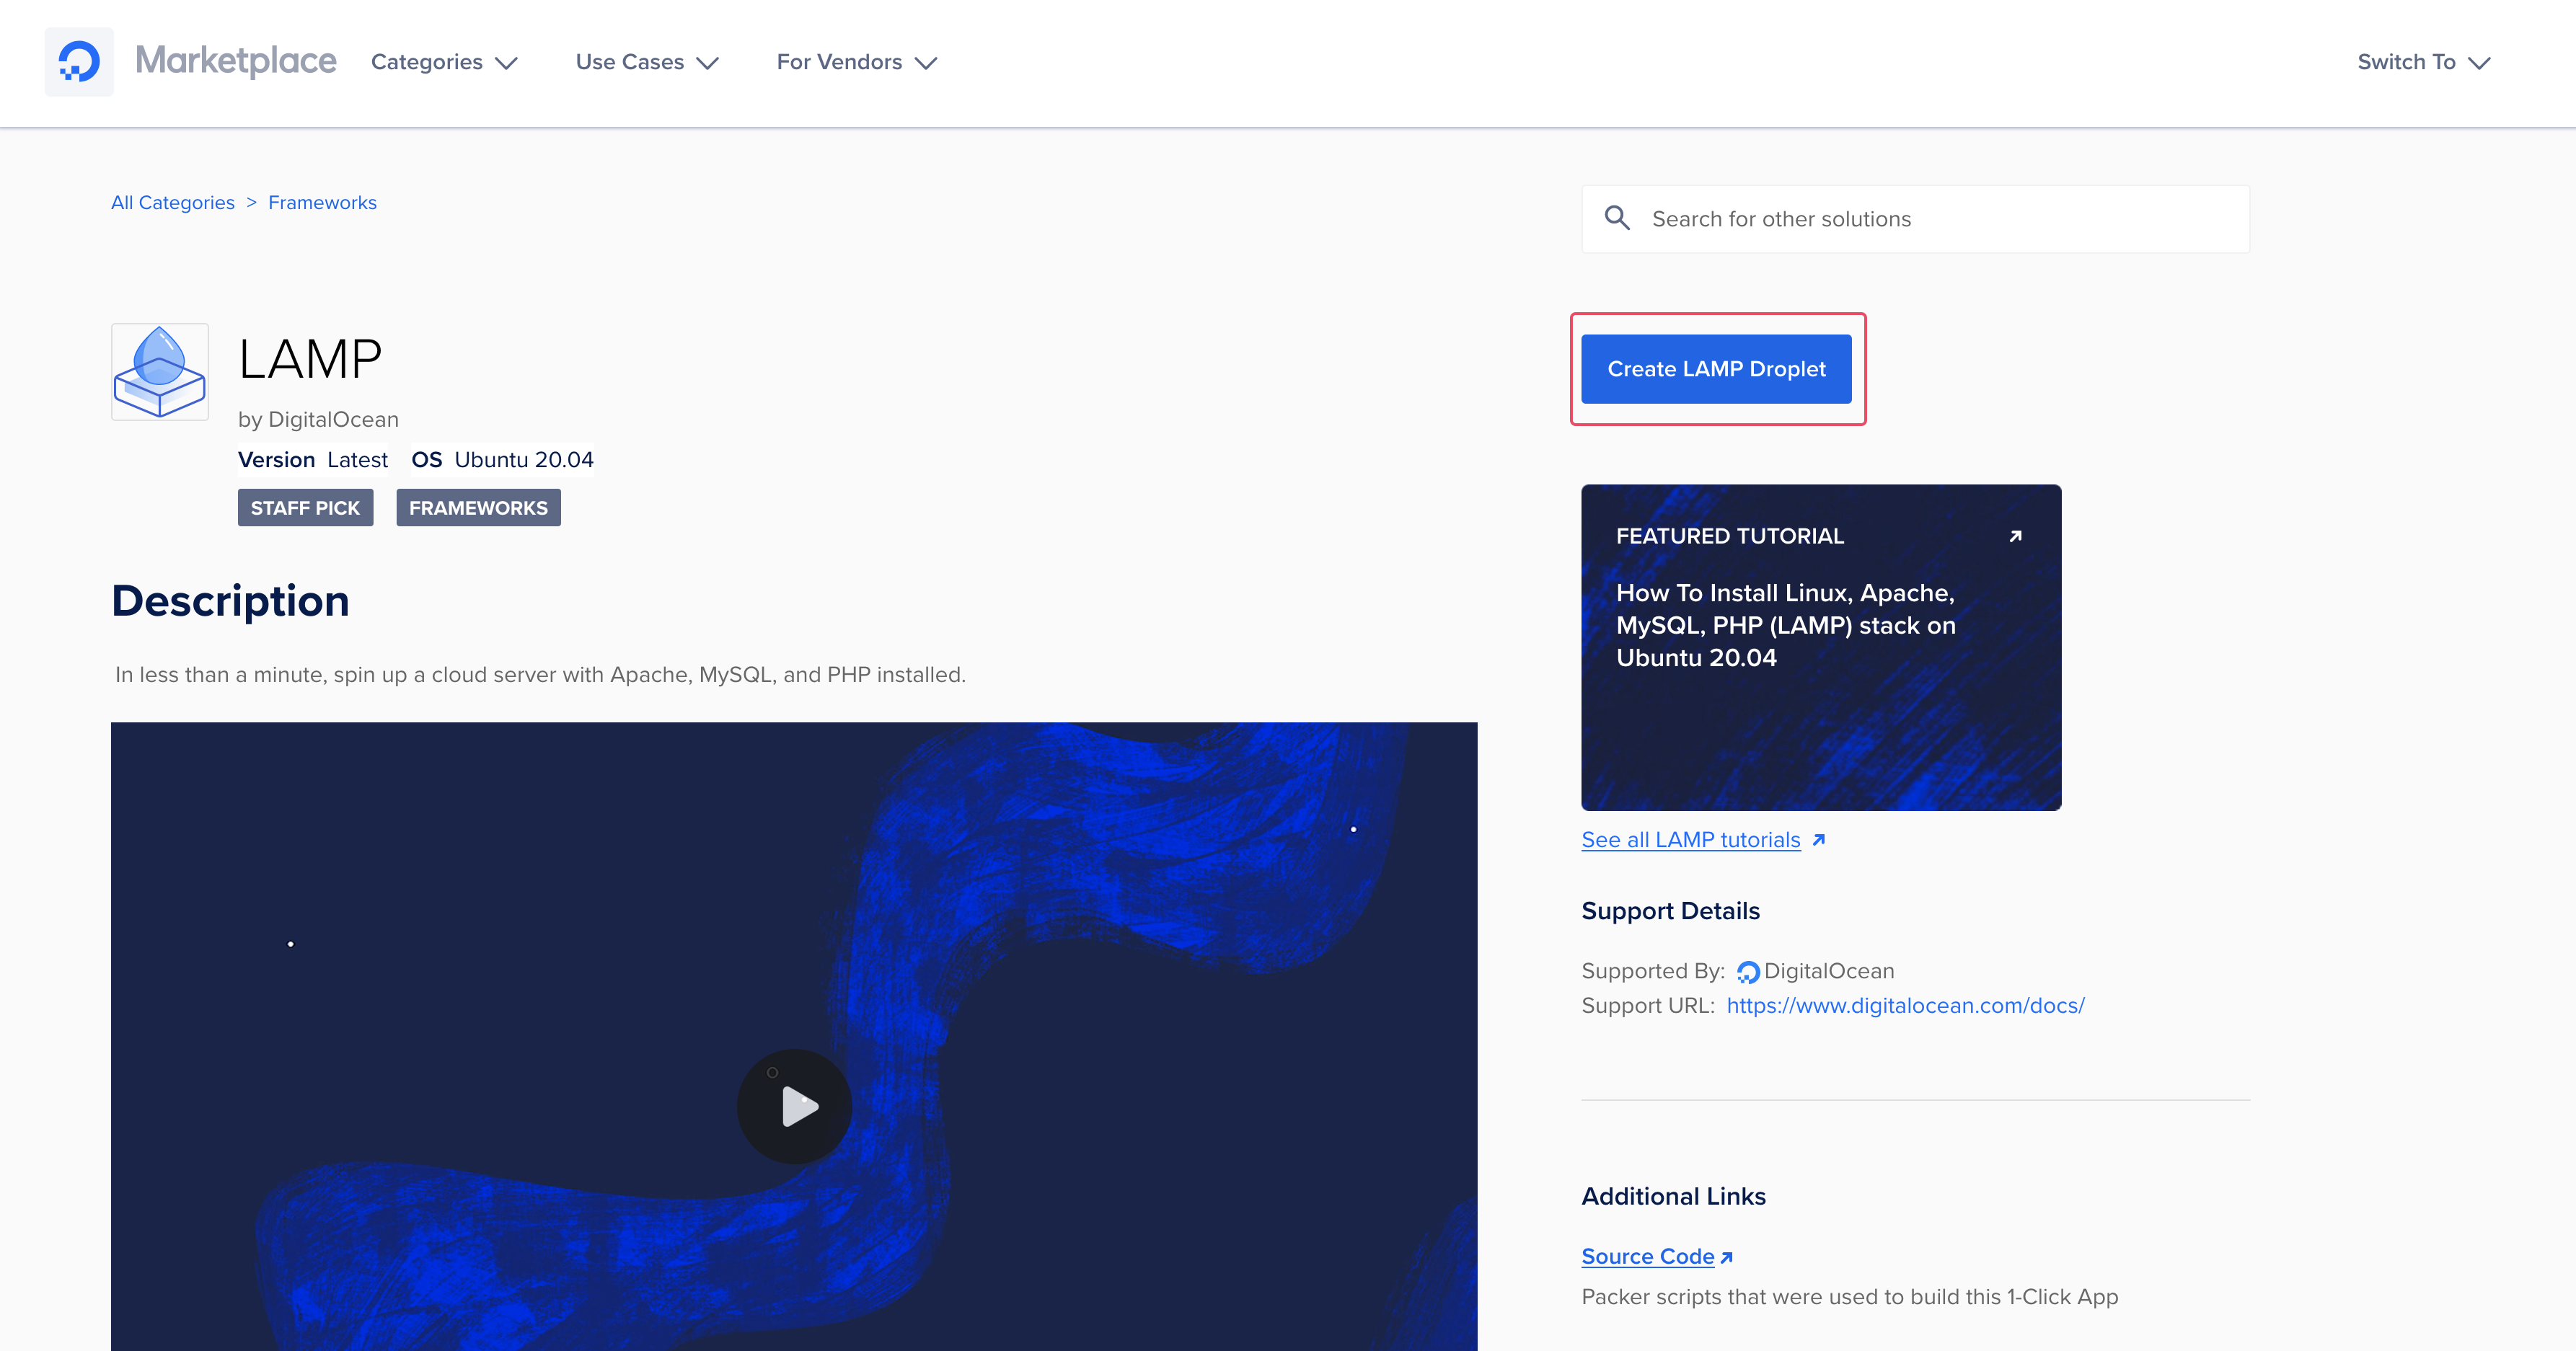 Marketplace
Categories
Use Cases
For Vendors
Switch To
All Categories > Frameworks
Search for other solutions
LAMP
by DigitalOcean
Version Latest OS Ubuntu 20.04
STAFF PICK
FRAMEWORKS
Create LAMP Droplet
Description
In less than a minute, spin up a cloud server with Apache, MySQL, and PHP installed.
FEATURED TUTORIAL
How To Install Linux, Apache,
MySQL, PHP (LAMP) stack on
Ubuntu 20.04
See all LAMP tutorials
Support Details
Supported By: DigitalOcean
Support URL: https://www.digitalocean.com/docs/
Additional Links
Source Code
Packer scripts that were used to build this 1-Click App